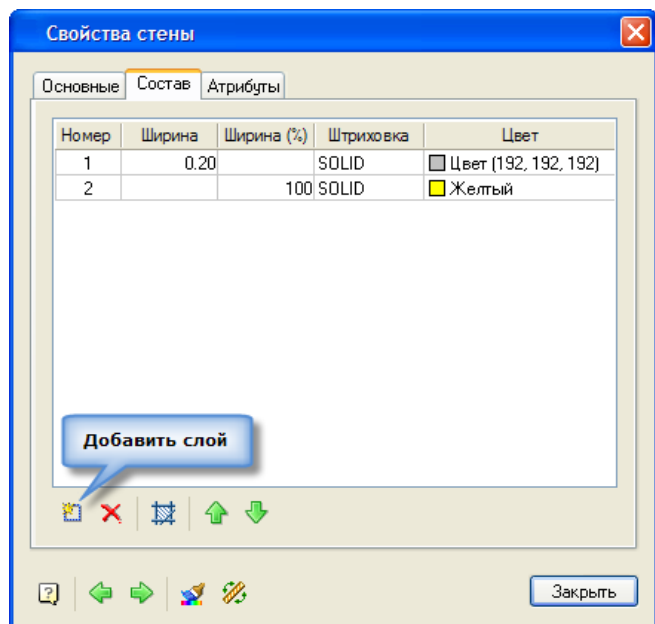 Свойства стены
Основные Состав Атрибуты
Номер Ширина Ширина (%) Штриховка Цвет
1 0.20 SOLID Цвет (192, 192, 192)
2 100 SOLID Желтый
Добавить слой
?
Закрыть